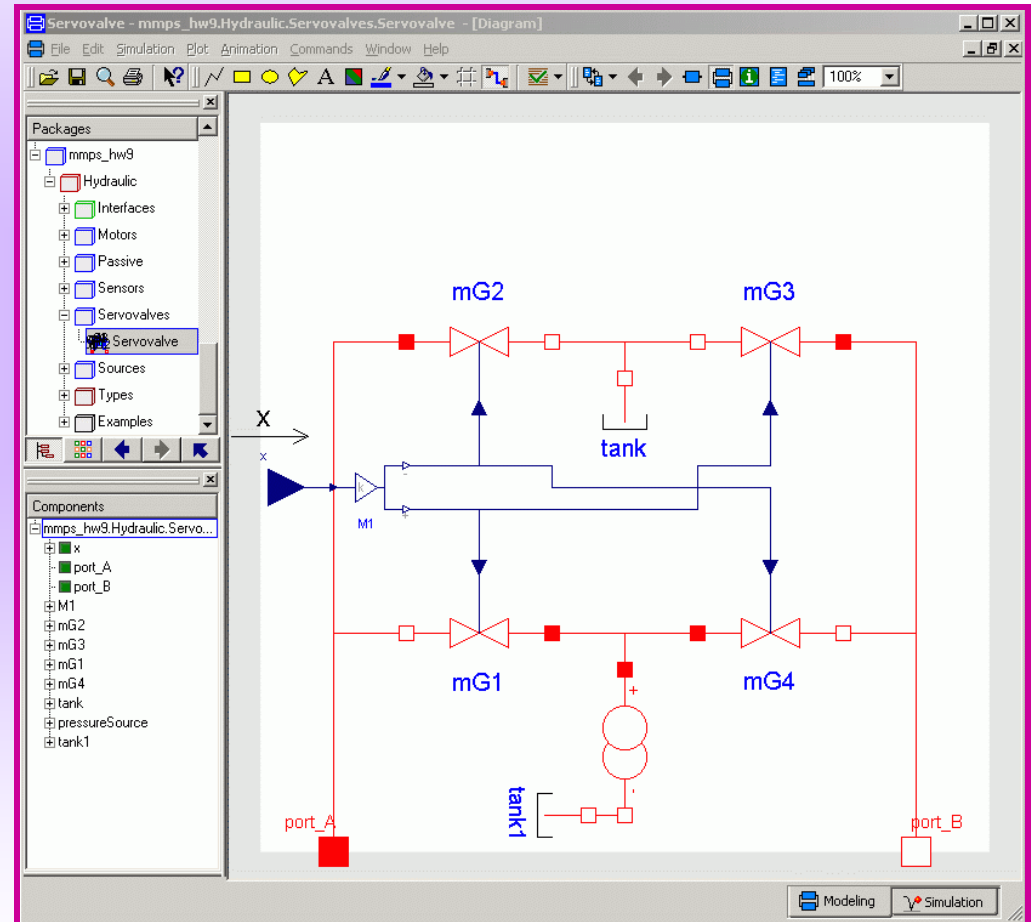 Servovalve - mmps_hw9.Hydraulic.Servovalves.Servovalve - [Diagram]
File Edit Simulation Plot Animation Commands Window Help
A 100%
Packages
mmps_hw9
Hydraulic
Interfaces
Motors
Passive
Sensors
Servovalves
Servovalve
Sources
Types
Examples
Components
mmps_hw9.Hydraulic.Servo...
x
port_A
port_B
M1
mG2
mG3
mG1
mG4
tank
pressureSource
tank1
mG2 mG3
X
tank
x
k
-
+
M1
mG1 mG4
+
-
tank1
port_A port_B
Modeling Simulation